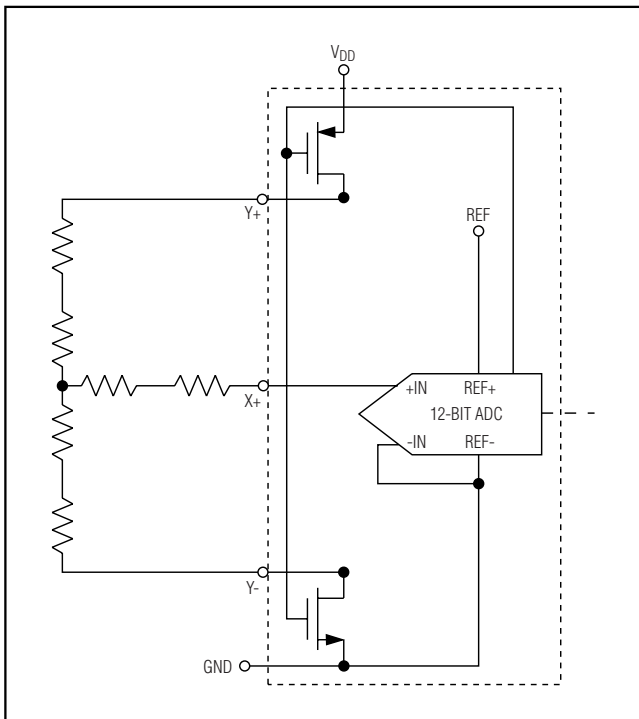 VDD
Y+
REF
X+
+IN REF+
12-BIT ADC
-IN REF-
Y-
GND